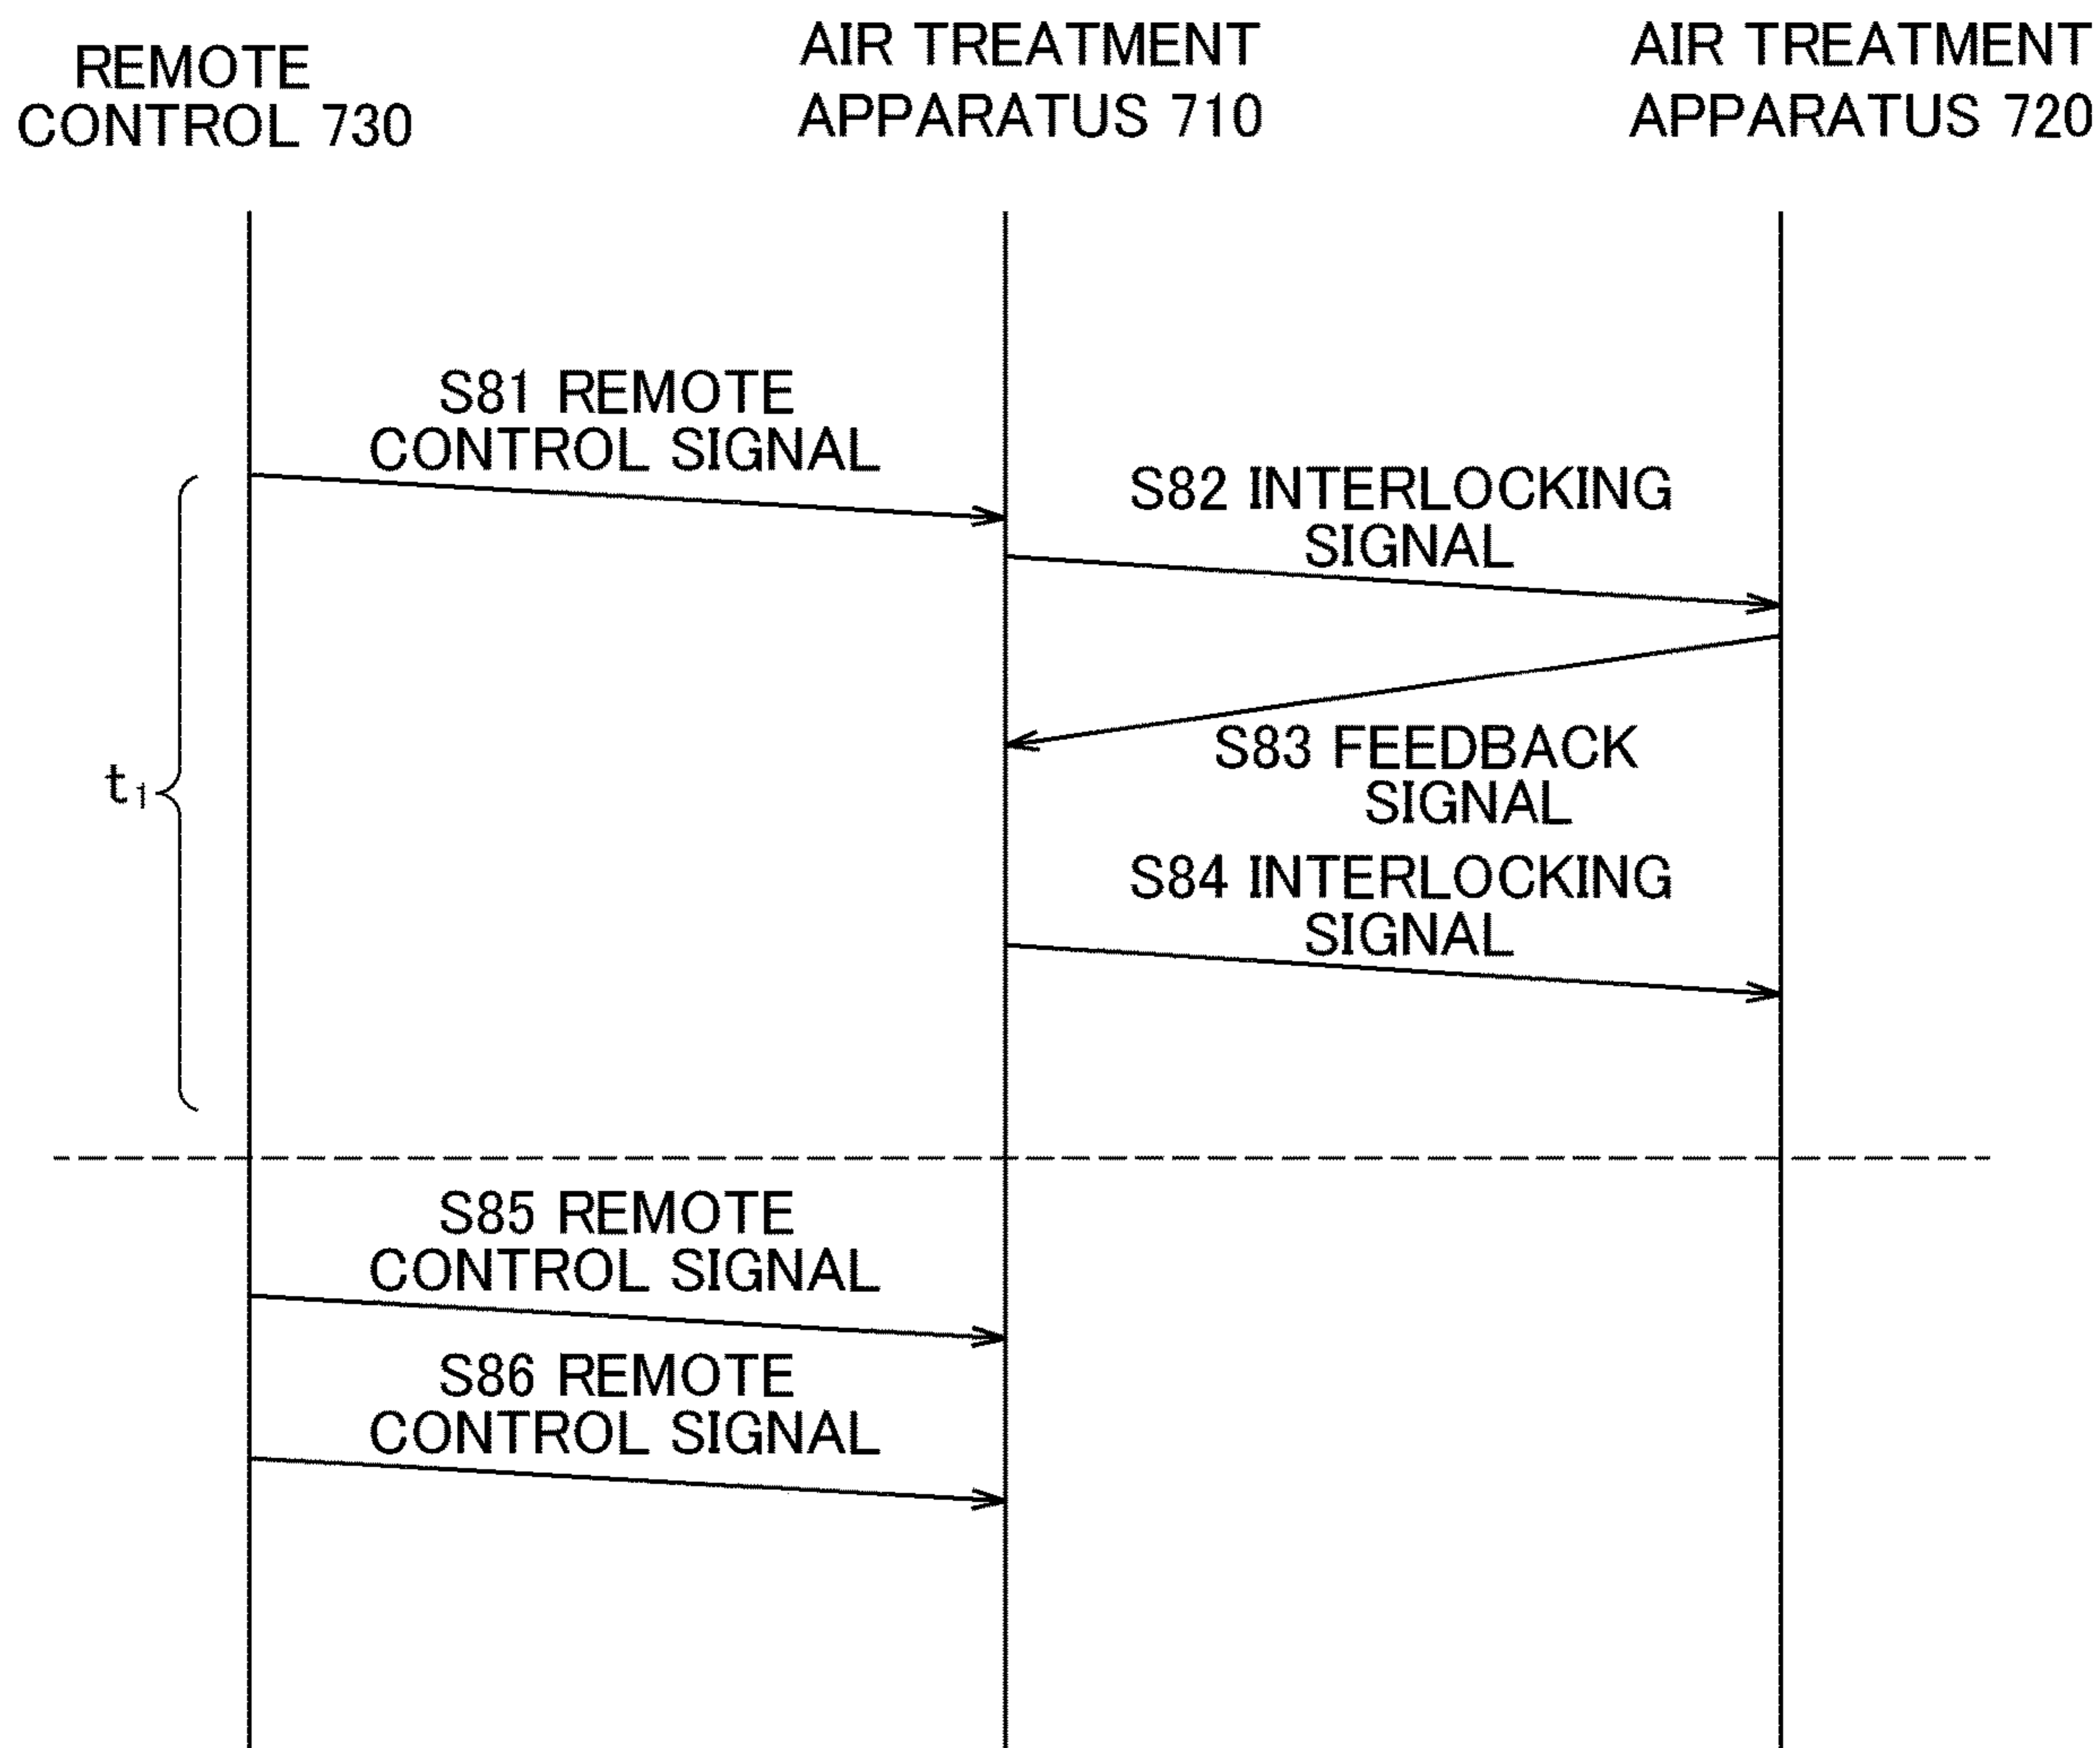 REMOTE
CONTROL 730
AIR TREATMENT
APPARATUS 710
AIR TREATMENT
APPARATUS 720
S81 REMOTE
CONTROL SIGNAL
S82 INTERLOCKING
SIGNAL
t1
S83 FEEDBACK
SIGNAL
S84 INTERLOCKING
SIGNAL
S85 REMOTE
CONTROL SIGNAL
S86 REMOTE
CONTROL SIGNAL